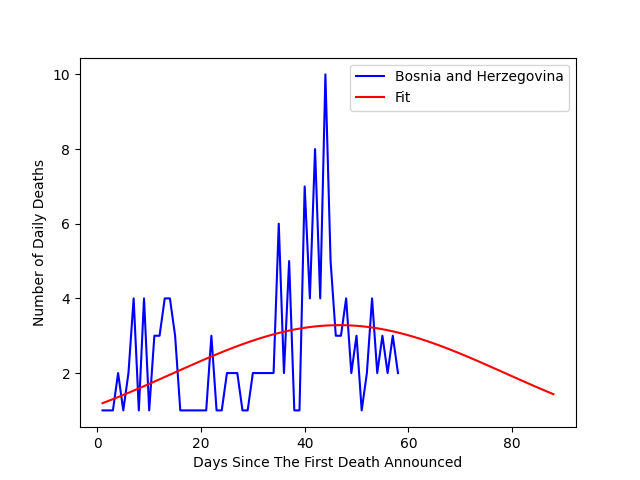 Bosnia and Herzegovina
Fit
10
8
6
4
2
Number of Daily Deaths
0 20 40 60 80
Days Since The First Death Announced